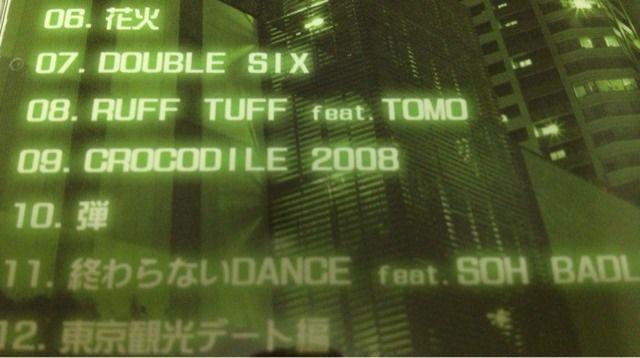 06. 花火
07. DOUBLE SIX
08. RUFF TUFF feat. TOMO
09. CROCODILE 2008
10. 弾
11. 終わらないDANCE feat. SOH BADL
12. 東京観光デート編